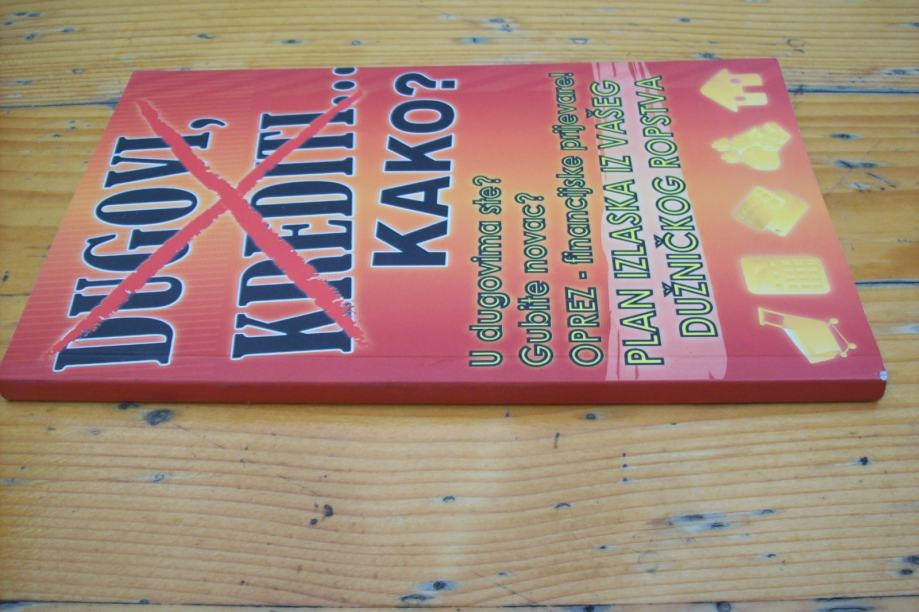 DUGOVI,
KREDITI...
KAKO?
U dugovima ste?
Gubite novac?
OPREZ - financijske prijevare!
PLAN IZLASKA IZ VAŠEG
DUŽNIČKOG ROPSTVA